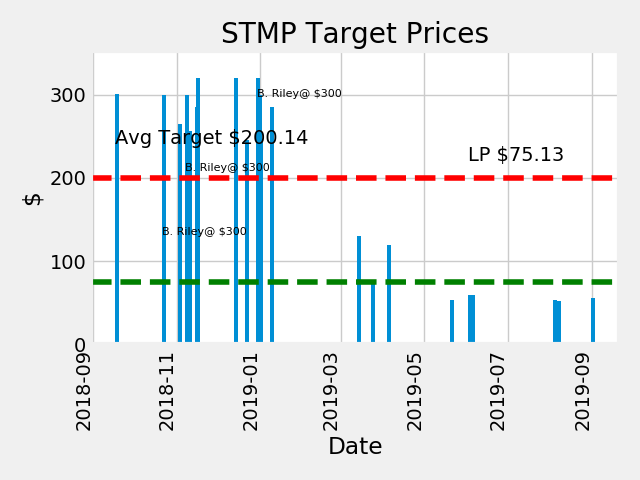 STMP Target Prices
300
B. Riley@ $300
Avg Target $200.14
LP $75.13
200
B. Riley@ $300
$
B. Riley@ $300
100
0
2018-09
2018-11
2019-01
2019-03
2019-05
2019-07
2019-09
Date